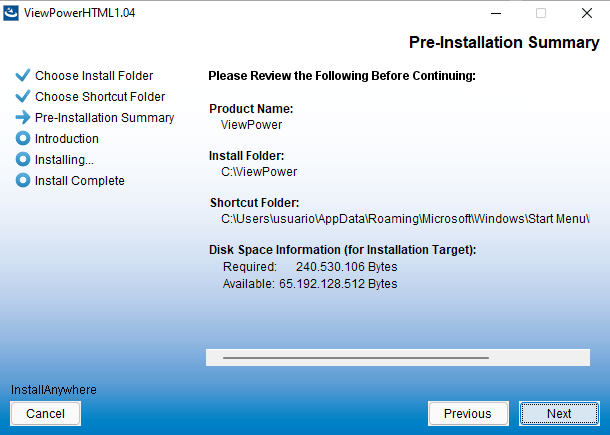 ViewPowerHTML1.04
Pre-Installation Summary
Choose Install Folder
Choose Shortcut Folder
Pre-Installation Summary
Introduction
Installing...
Install Complete
Please Review the Following Before Continuing:
Product Name:
ViewPower
Install Folder:
C:\ViewPower
Shortcut Folder:
C:\Users\usuario\AppData\Roaming\Microsoft\Windows\Start Menu\
Disk Space Information (for Installation Target):
Required: 240.530.106 Bytes
Available: 65.192.128.512 Bytes
InstallAnywhere
Cancel
Previous
Next